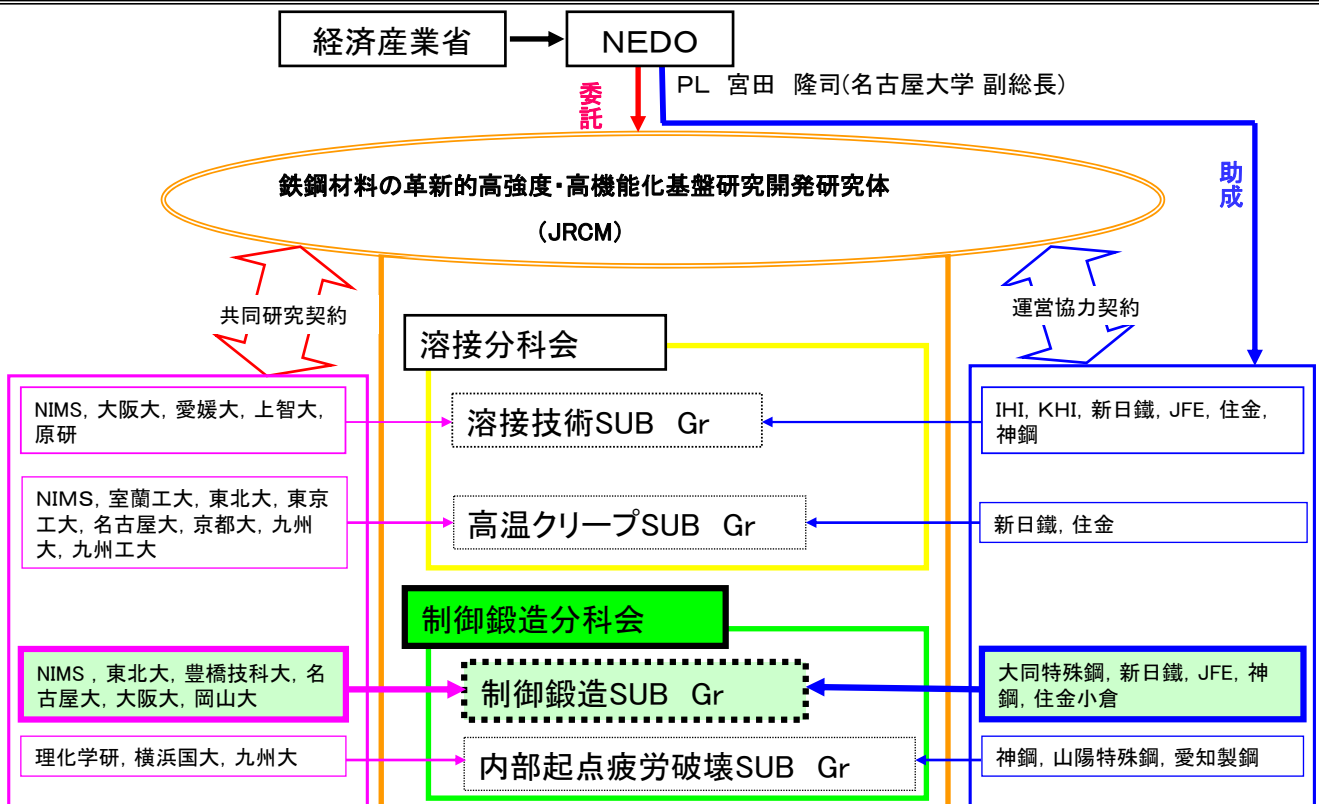 経済産業省
NEDO
PL 宮田 隆司(名古屋大学 副総長)
委託
助成
鉄鋼材料の革新的高強度・高機能化基盤研究開発研究体
(JRCM)
共同研究契約
運営協力契約
溶接分科会
NIMS, 大阪大, 愛媛大, 上智大,
原研
溶接技術SUB Gr
IHI, KHI, 新日鐵, JFE, 住金,
神鋼
NIMS, 室蘭工大, 東北大, 東京
工大, 名古屋大, 京都大, 九州
大, 九州工大
高温クリープSUB Gr
新日鐵, 住金
制御鍛造分科会
NIMS , 東北大, 豊橋技科大, 名
古屋大, 大阪大, 岡山大
制御鍛造SUB Gr
大同特殊鋼, 新日鐵, JFE, 神
鋼, 住金小倉
理化学研, 横浜国大, 九州大
内部起点疲労破壊SUB Gr
神鋼, 山陽特殊鋼, 愛知製鋼